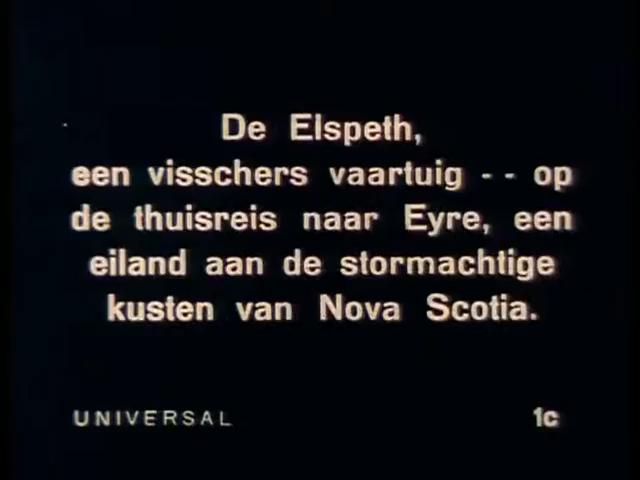 De Elspeth,
een visschers vaartuig - - op
de thuisreis naar Eyre, een
eiland aan de stormachtige
kusten van Nova Scotia.
UNIVERSAL 1c